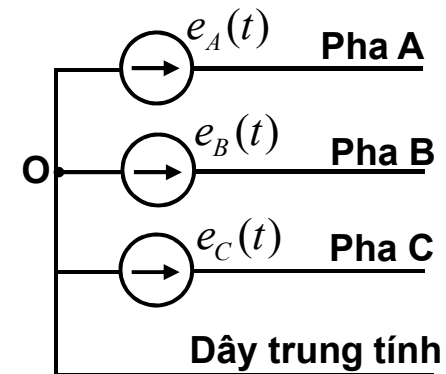 e_A(t) Pha A
O e_B(t) Pha B
e_C(t) Pha C
Dây trung tính